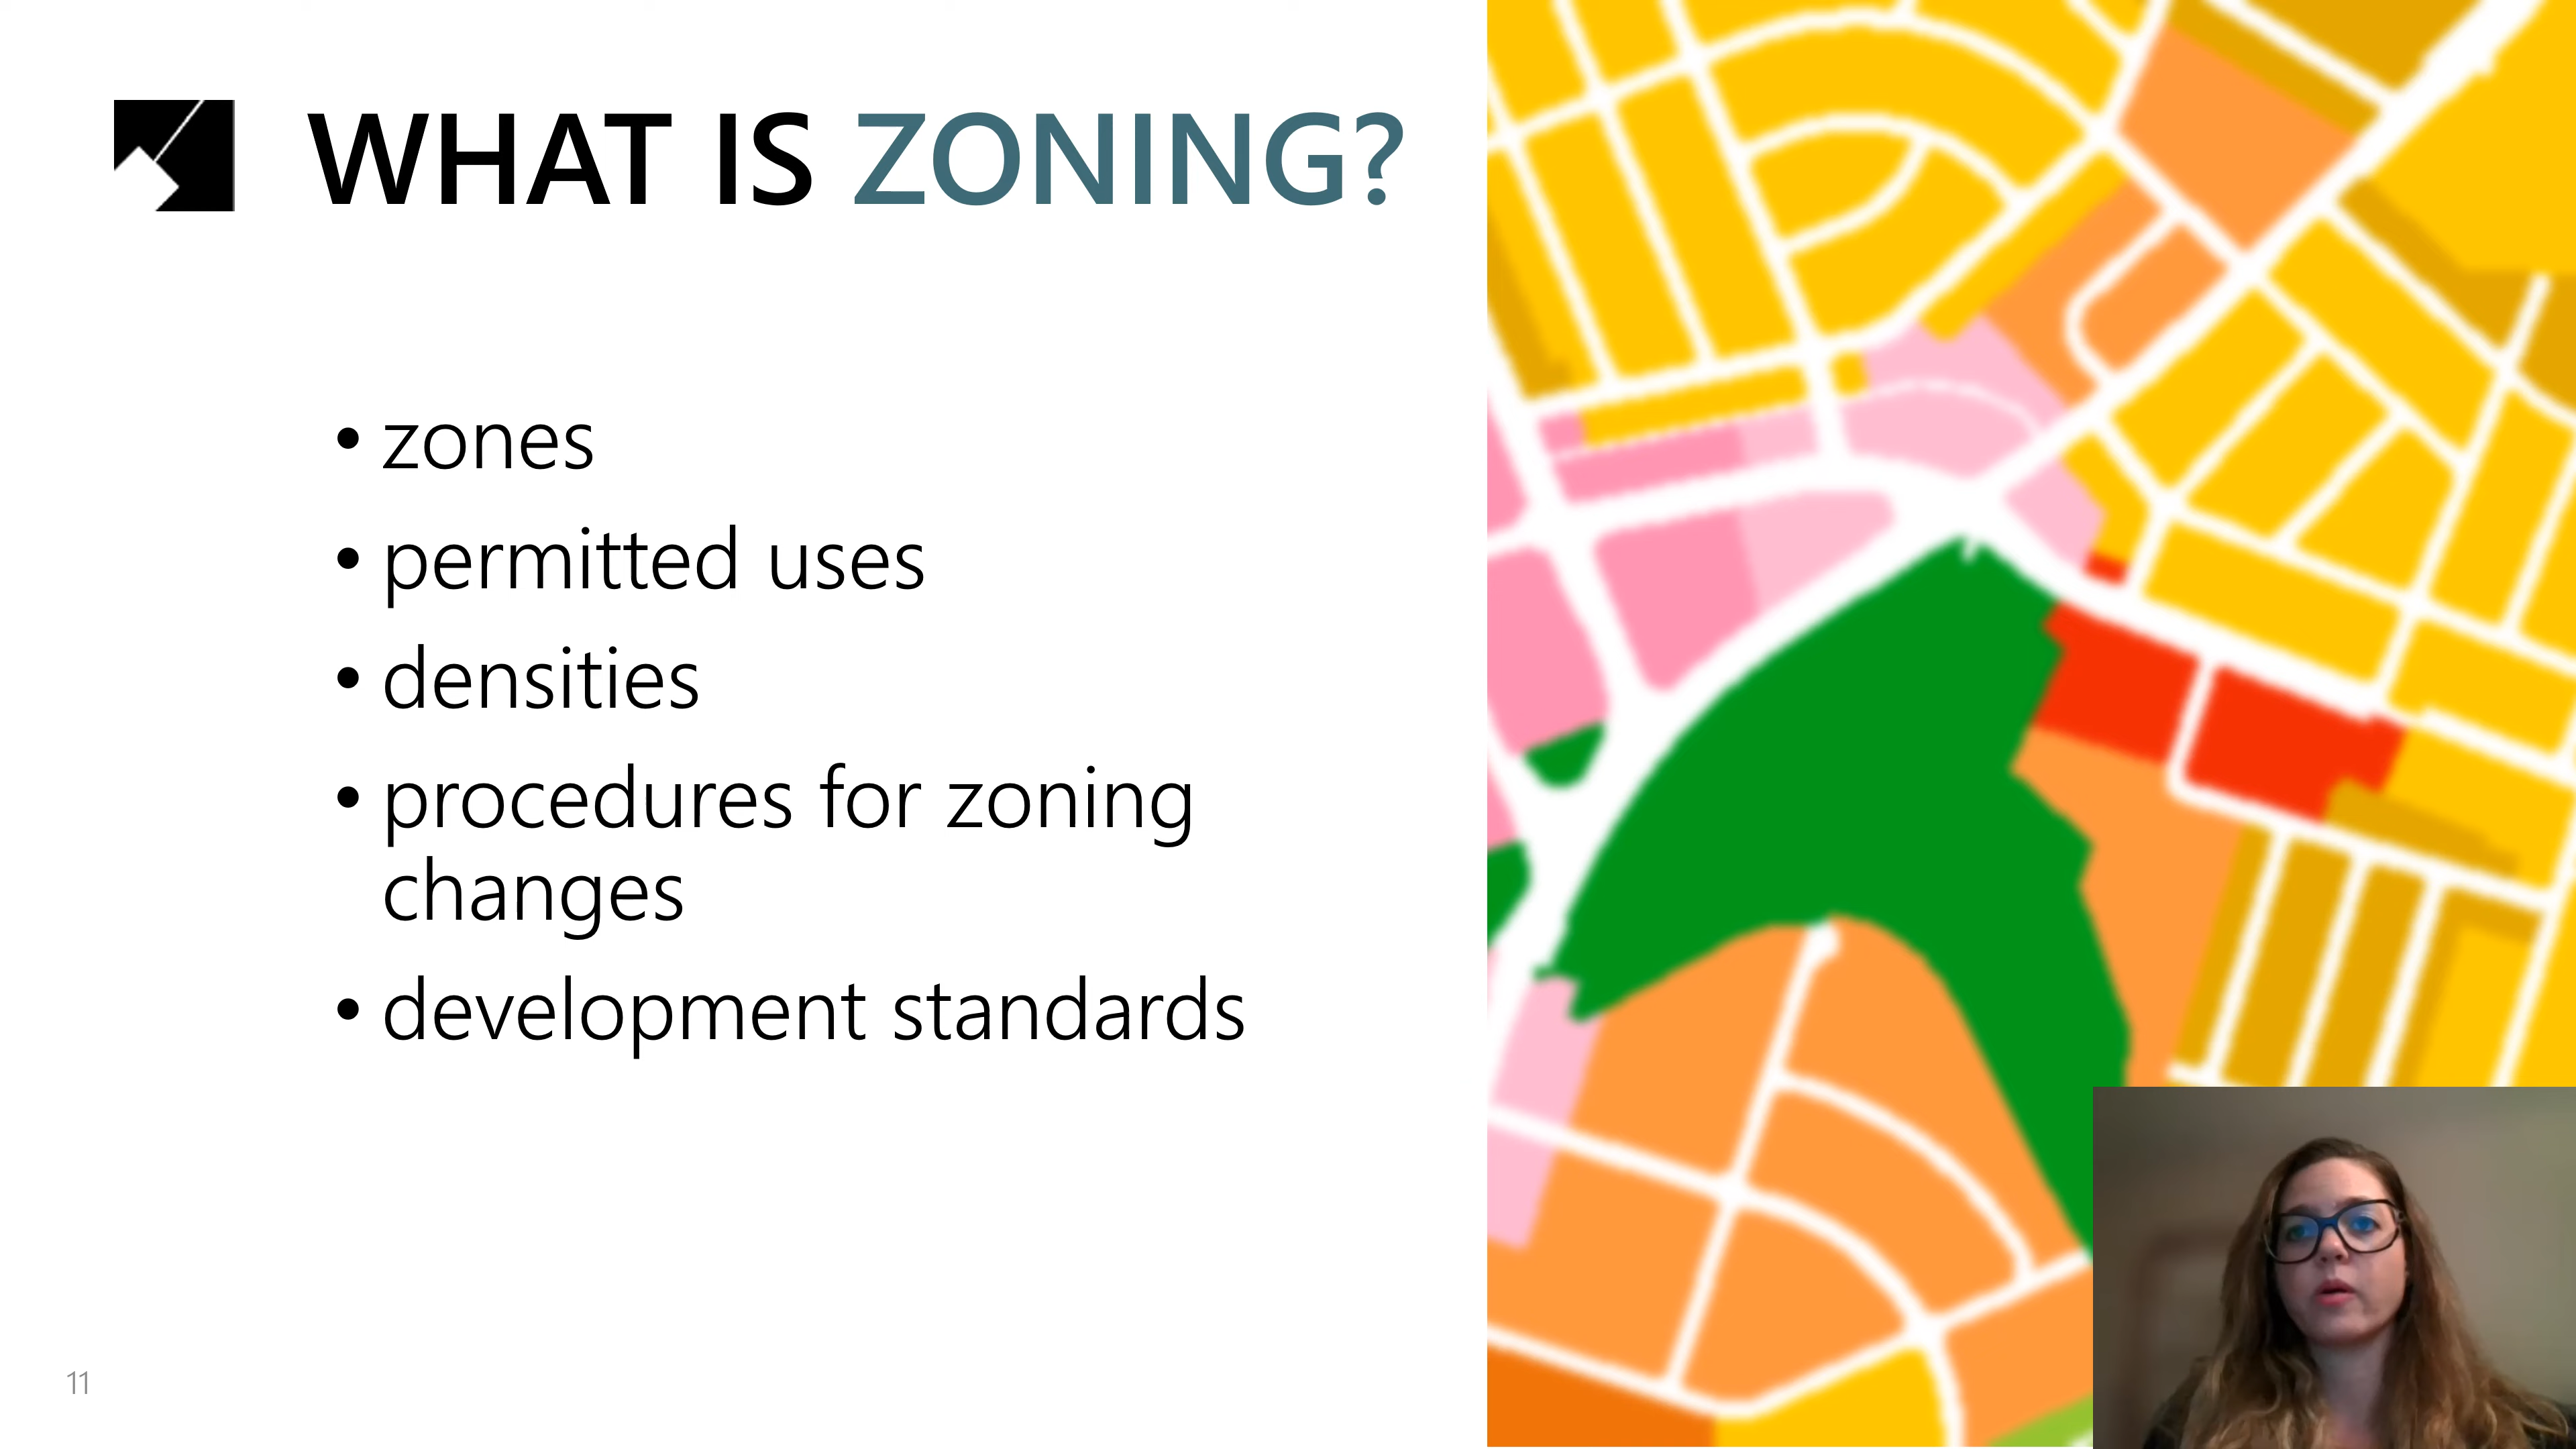 WHAT IS ZONING?
• zones
• permitted uses
• densities
• procedures for zoning
changes
• development standards
11